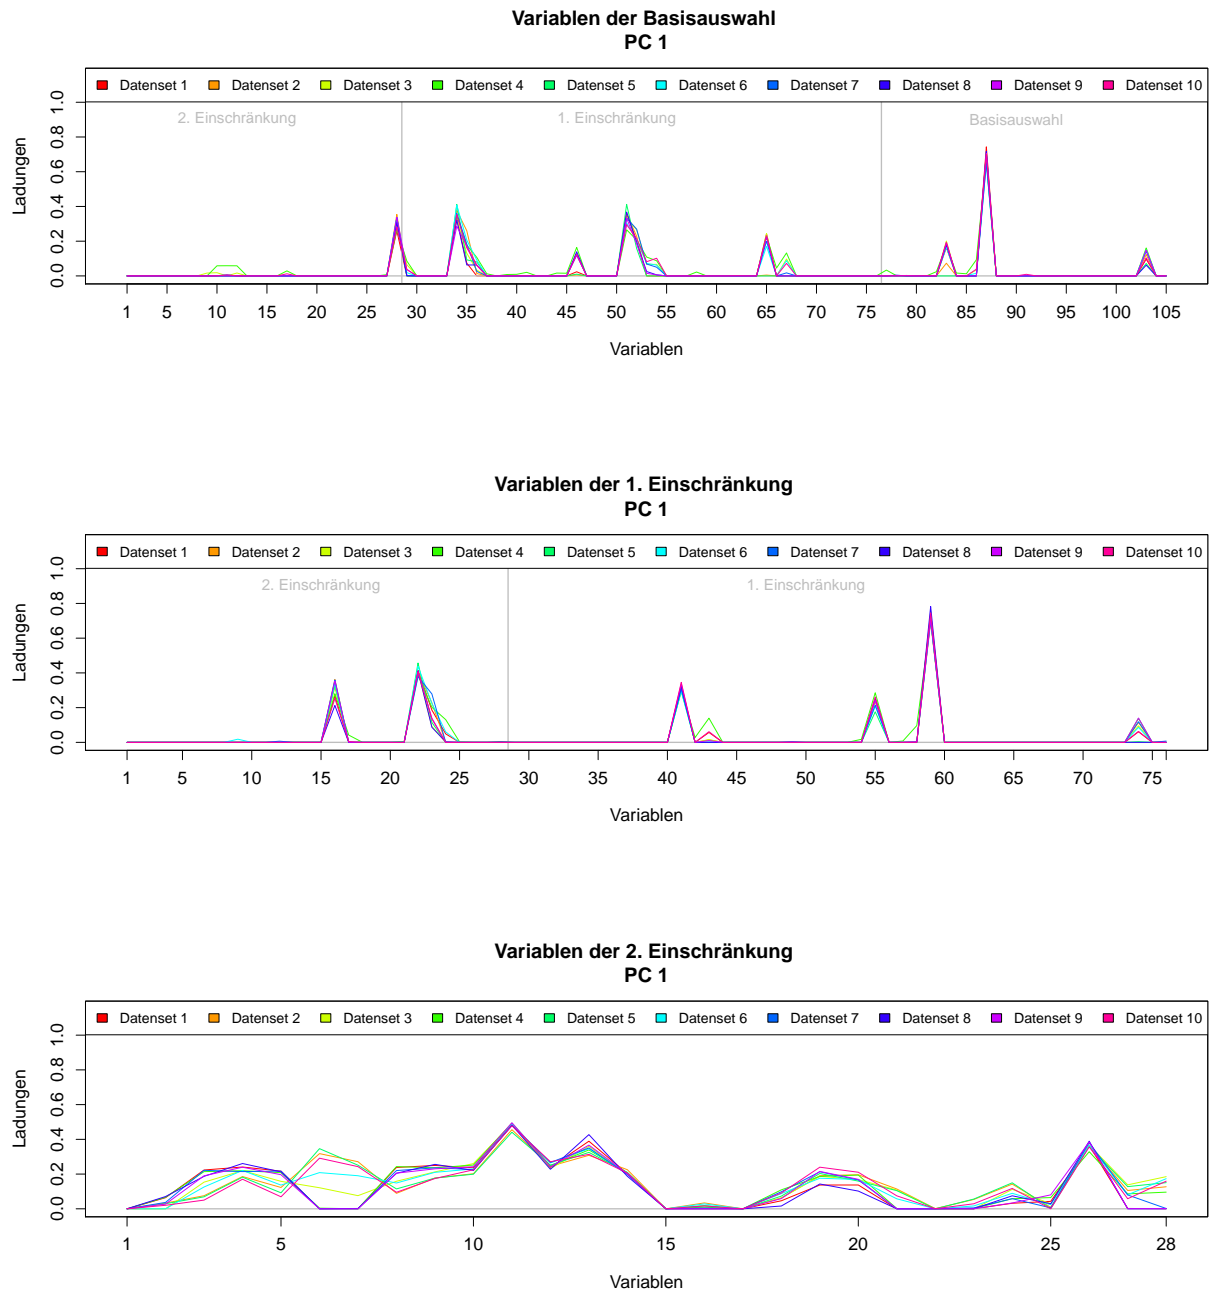 Variablen der Basisauswahl
PC 1
Datenset 1 Datenset 2 Datenset 3 Datenset 4 Datenset 5 Datenset 6 Datenset 7 Datenset 8 Datenset 9 Datenset 10
2. Einschränkung 1. Einschränkung Basisauswahl
Ladungen
0.0 0.2 0.4 0.6 0.8 1.0
1 5 10 15 20 25 30 35 40 45 50 55 60 65 70 75 80 85 90 95 100 105
Variablen
Variablen der 1. Einschränkung
PC 1
Datenset 1 Datenset 2 Datenset 3 Datenset 4 Datenset 5 Datenset 6 Datenset 7 Datenset 8 Datenset 9 Datenset 10
2. Einschränkung 1. Einschränkung
Ladungen
0.0 0.2 0.4 0.6 0.8 1.0
1 5 10 15 20 25 30 35 40 45 50 55 60 65 70 75
Variablen
Variablen der 2. Einschränkung
PC 1
Datenset 1 Datenset 2 Datenset 3 Datenset 4 Datenset 5 Datenset 6 Datenset 7 Datenset 8 Datenset 9 Datenset 10
Ladungen
0.0 0.2 0.4 0.6 0.8 1.0
1 5 10 15 20 25 28
Variablen